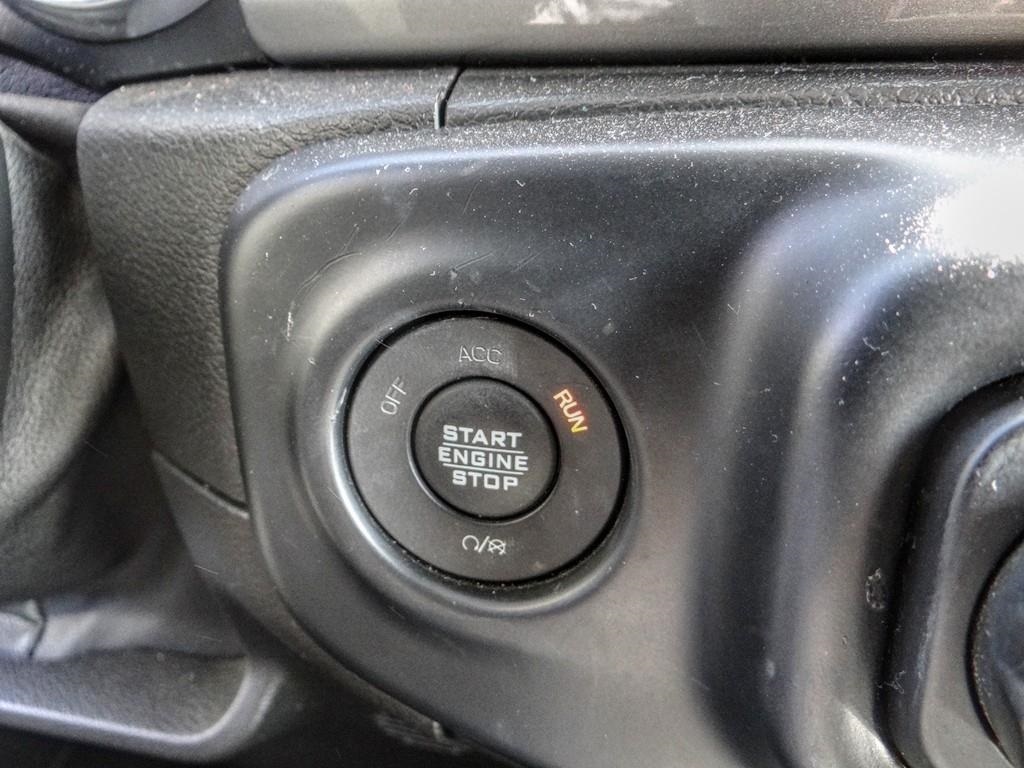 ACC
OFF
RUN
START
ENGINE
STOP